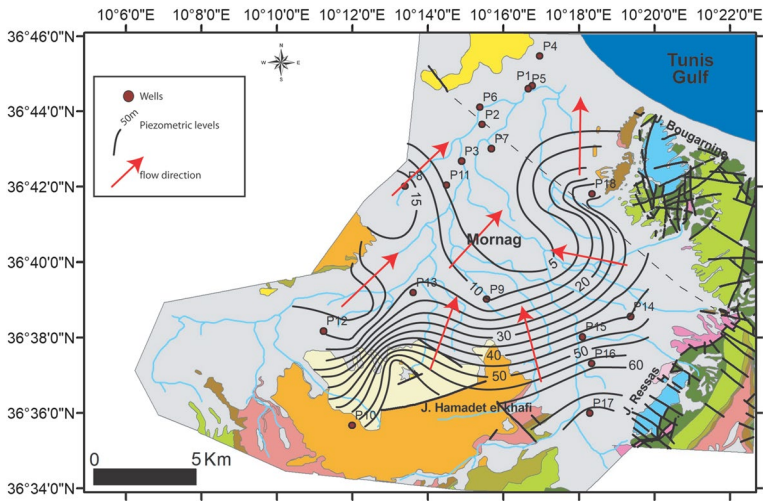 10°6'0"E 10°8'0"E 10°10'0"E 10°12'0"E 10°14'0"E 10°16'0"E 10°18'0"E 10°20'0"E 10°22'0"E
36°46'0"N
36°44'0"N
36°42'0"N
36°40'0"N
36°38'0"N
36°36'0"N
36°34'0"N
N
W E
S
Wells
50m
Piezometric levels
flow direction
Tunis
Gulf
J. Bougarnine
P4
P1
P5
P6
P2
P7
P3
P8
P11
P18
15
Mornag
5
10
20
P13
P9
P12
P14
30
P15
40
50
50
P16
60
J. Ressas
J. Hamadet el khafi
P17
P10
0 5 Km